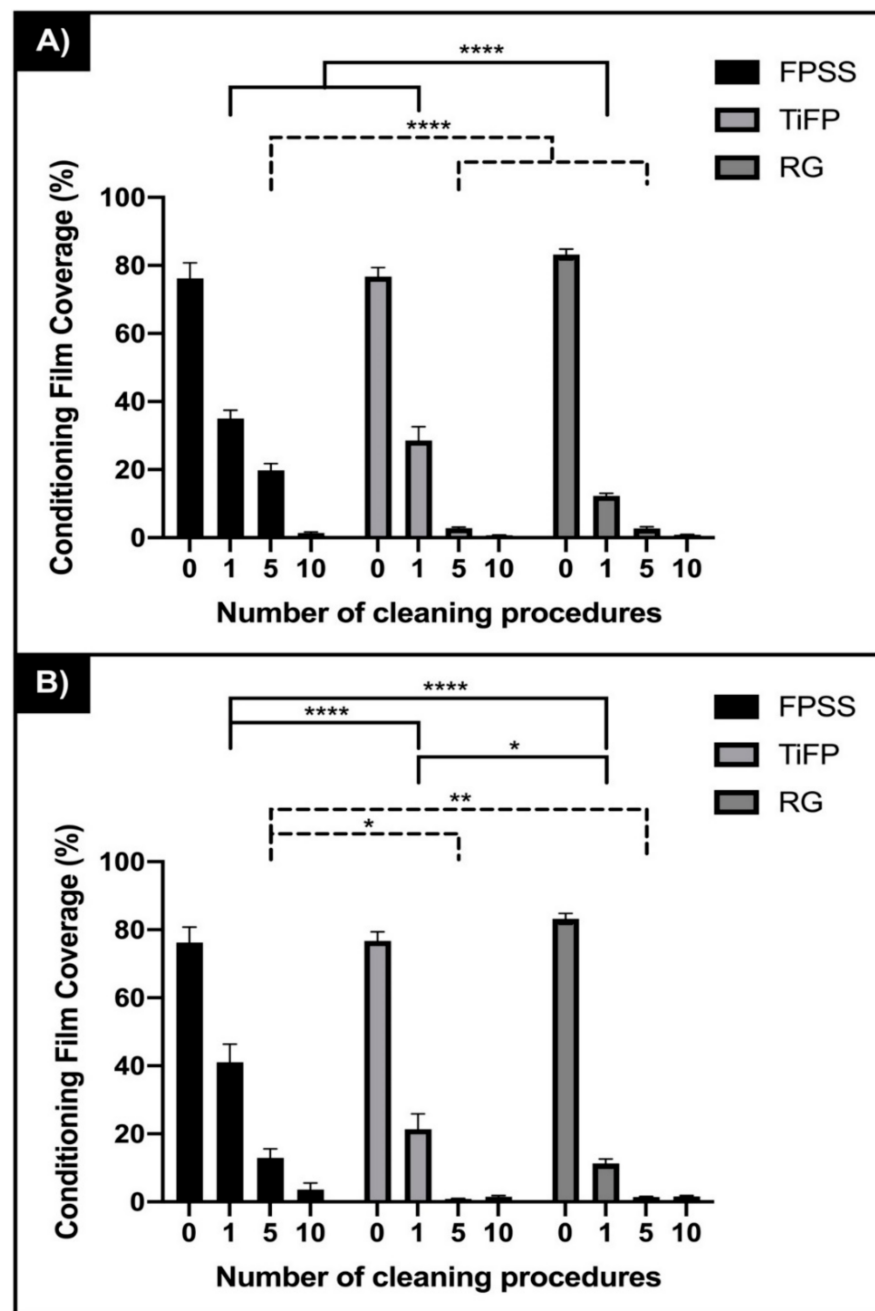 A)
****
FPSS
TiFP
RG
****
Conditioning Film Coverage (%)
100
80
60
40
20
0
0 1 5 10 0 1 5 10 0 1 5 10
Number of cleaning procedures
B)
****
FPSS
****
TiFP
*
RG
**
*
Conditioning Film Coverage (%)
100
80
60
40
20
0
0 1 5 10 0 1 5 10 0 1 5 10
Number of cleaning procedures